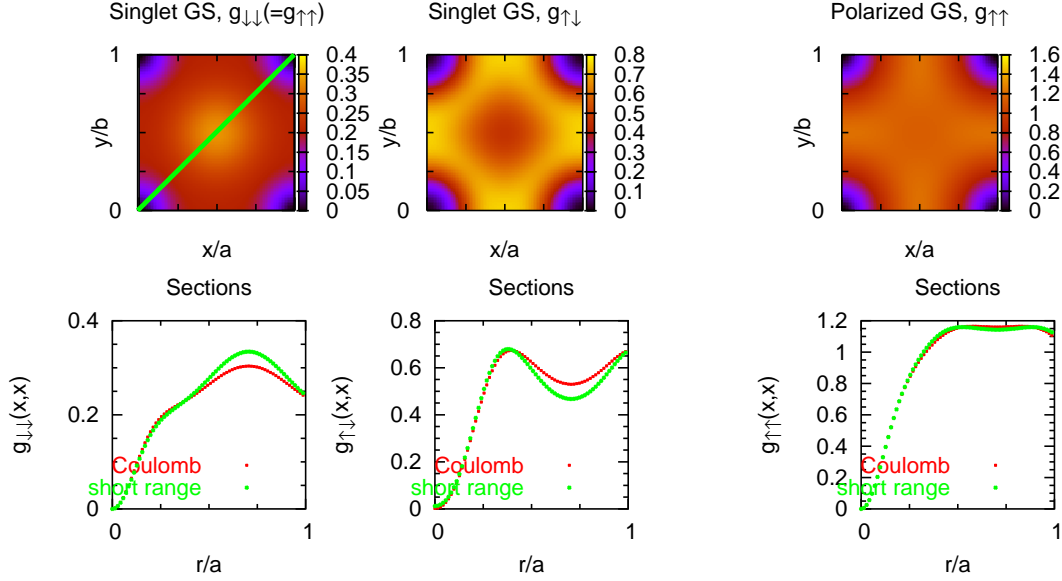 Singlet GS, g↓↓(=g↑↑)
Singlet GS, g↑↓
Polarized GS, g↑↑
1
y/b
0
x/a
0.4
0.35
0.3
0.25
0.2
0.15
0.1
0.05
0
1
y/b
0
x/a
0.8
0.7
0.6
0.5
0.4
0.3
0.2
0.1
0
1
y/b
0
x/a
1.6
1.4
1.2
1
0.8
0.6
0.4
0.2
0
Sections
0.4
0.2
0
g↓↓(x,x)
Coulomb
short range
0
1
r/a
Sections
0.8
0.6
0.4
0.2
0
g↑↓(x,x)
Coulomb
short range
0
1
r/a
Sections
1.2
1
0.8
0.6
0.4
0.2
0
g↑↑(x,x)
Coulomb
short range
0
1
r/a